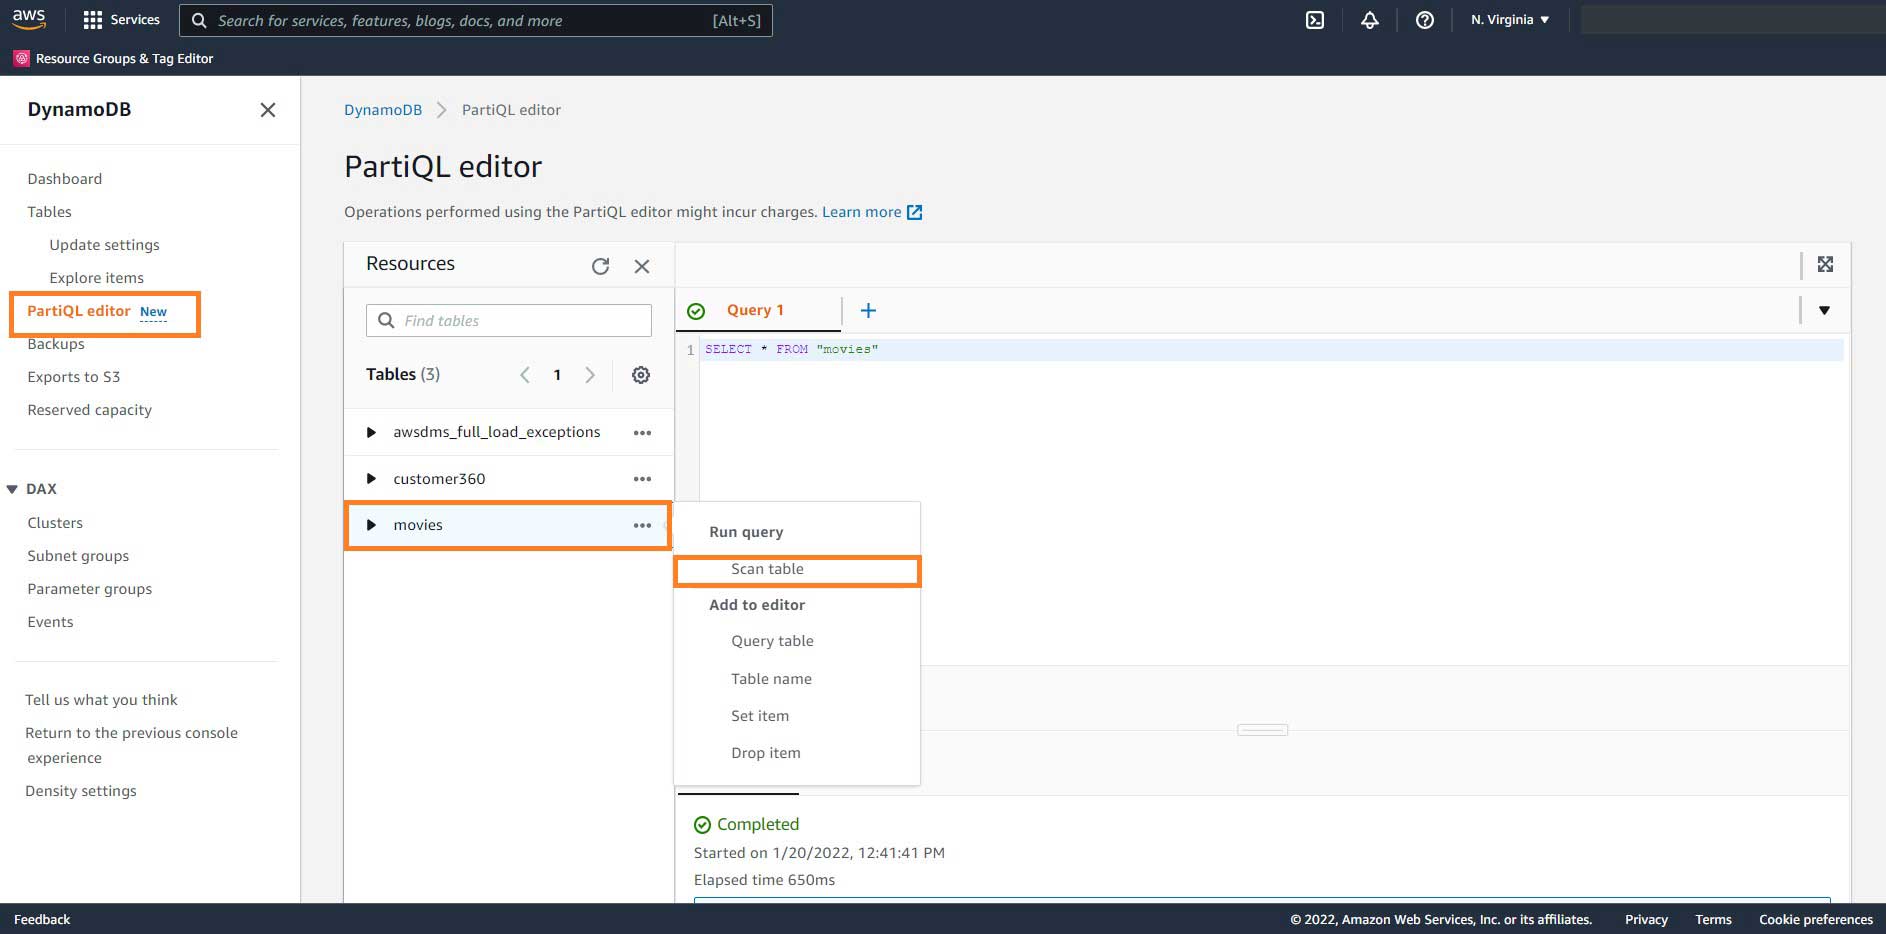 aws
Services
Search for services, features, blogs, docs, and more
[Alt+S]
N. Virginia
Resource Groups & Tag Editor
DynamoDB
Dashboard
Tables
Update settings
Explore items
PartiQL editor New
Backups
Exports to S3
Reserved capacity
DAX
Clusters
Subnet groups
Parameter groups
Events
Tell us what you think
Return to the previous console
experience
Density settings
DynamoDB
PartiQL editor
PartiQL editor
Operations performed using the PartiQL editor might incur charges. Learn more
Resources
Find tables
Tables (3)
1
awsdms_full_load_exceptions
customer360
movies
Query 1
1 SELECT * FROM "movies"
Run query
Scan table
Add to editor
Query table
Table name
Set item
Drop item
Completed
Started on 1/20/2022, 12:41:41 PM
Elapsed time 650ms
Feedback
© 2022, Amazon Web Services, Inc. or its affiliates.
Privacy
Terms
Cookie preferences